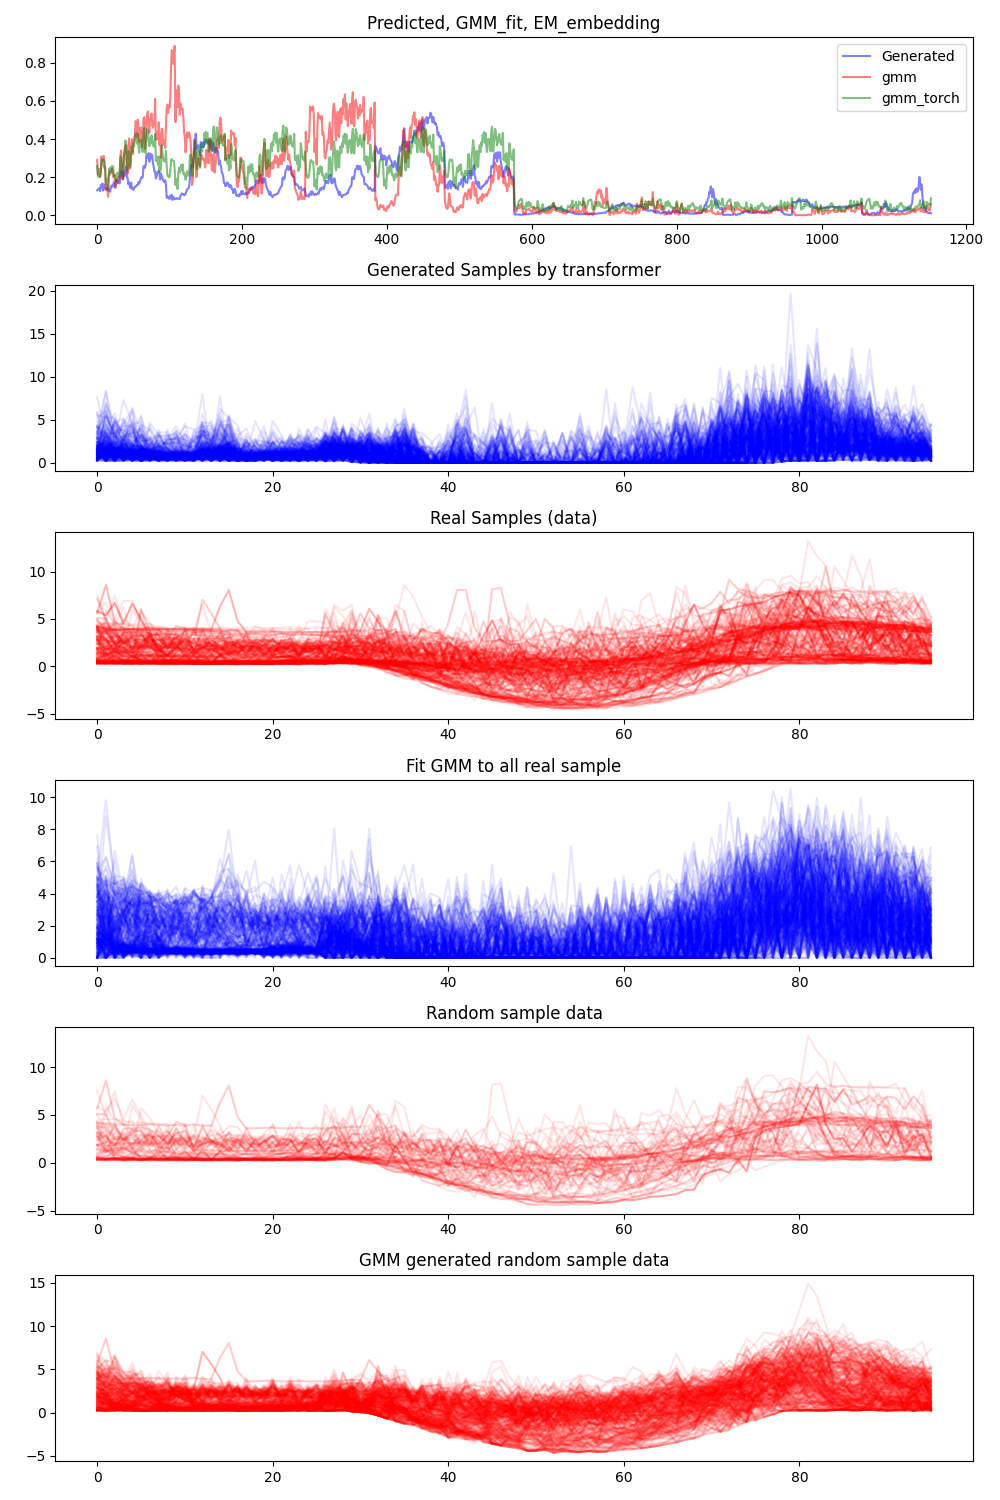 Predicted, GMM_fit, EM_embedding
0.8
0.6
0.4
0.2
0.0
Generated
gmm
gmm_torch
0 200 400 600 800 1000 1200
Generated Samples by transformer
20
15
10
5
0
0 20 40 60 80
Real Samples (data)
10
5
0
−5
0 20 40 60 80
Fit GMM to all real sample
10
8
6
4
2
0
0 20 40 60 80
Random sample data
10
5
0
−5
0 20 40 60 80
GMM generated random sample data
15
10
5
0
−5
0 20 40 60 80